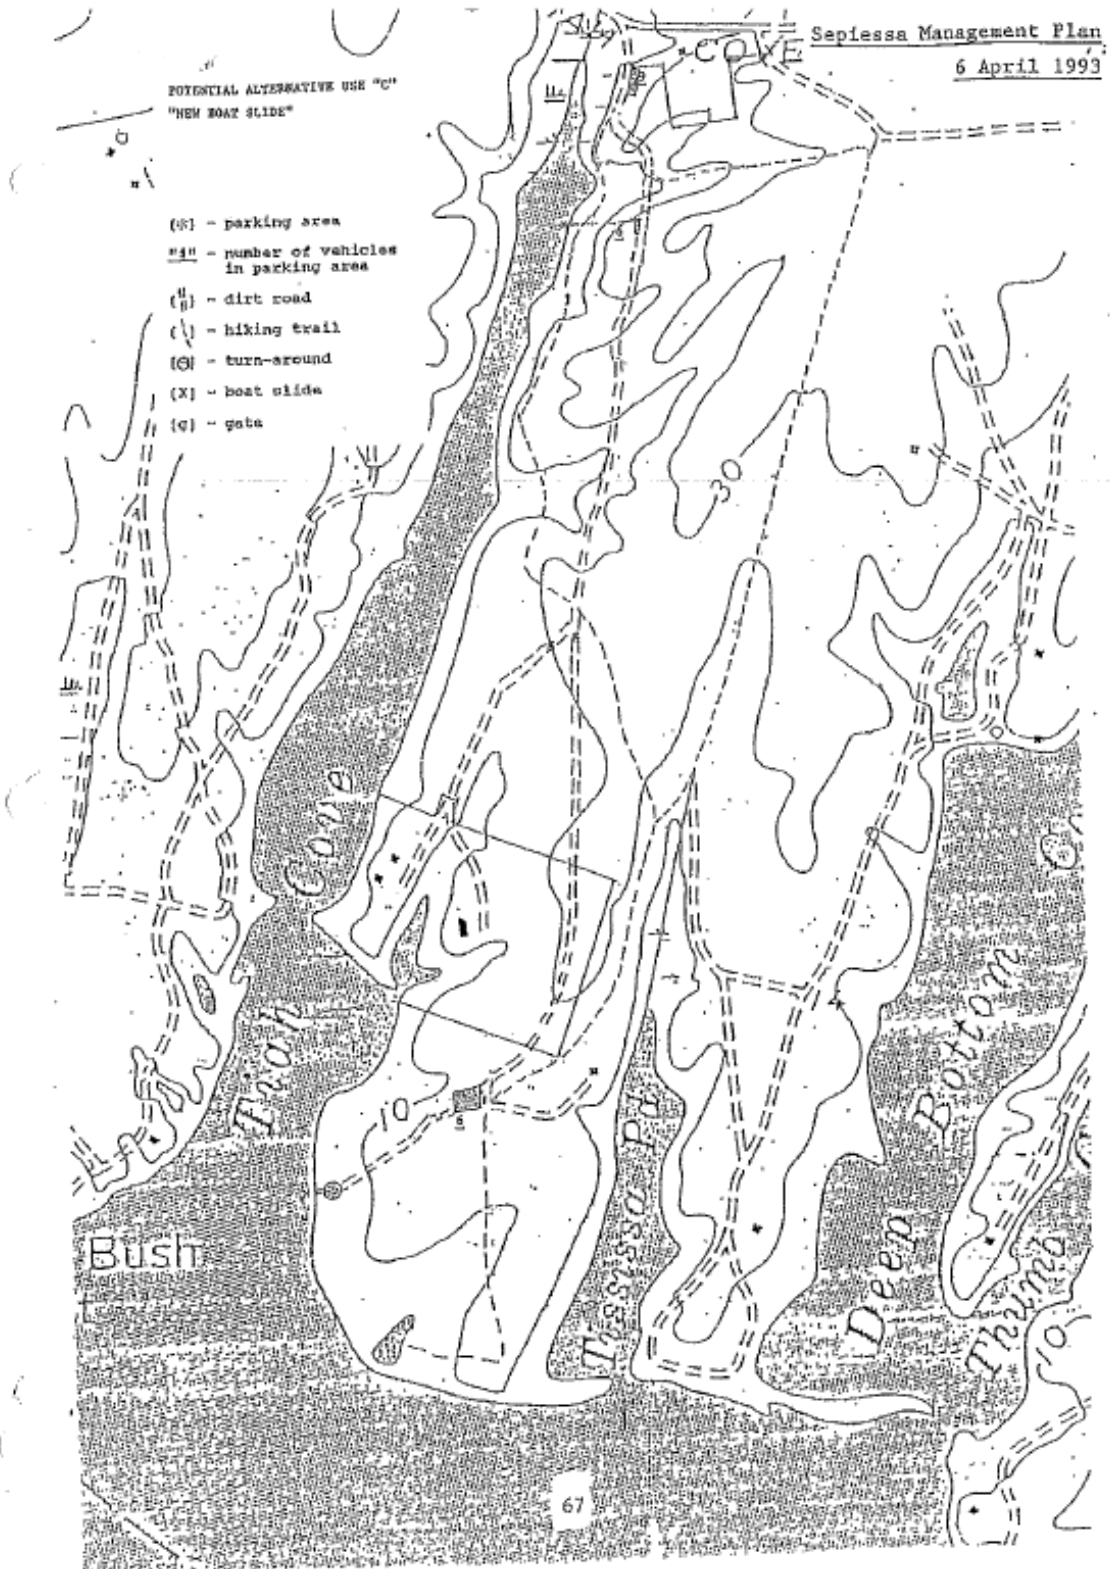 Sepiessa Management Plan
6 April 1993
POTENTIAL ALTERNATIVE USE "C"
"NEW BOAT SLIDE"
- parking area
- number of vehicles
in parking area
- dirt road
- hiking trail
- turn-around
(X) - boat slide
- gate
30
Cove
Tiah
10
Bush
Tississa Pd
Deep Bottom
Thumb
10
67